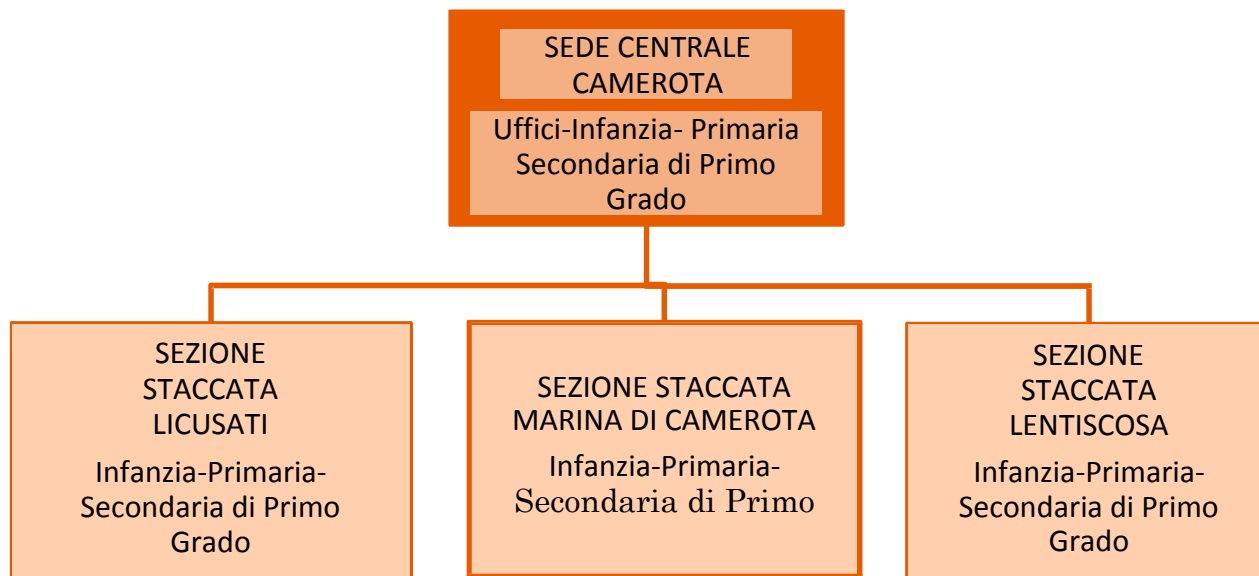 SEDE CENTRALE
CAMEROTA
Uffici-Infanzia- Primaria
Secondaria di Primo
Grado
SEZIONE
STACCATA
LICUSATI
Infanzia-Primaria-
Secondaria di Primo
Grado
SEZIONE STACCATA
MARINA DI CAMEROTA
Infanzia-Primaria-
Secondaria di Primo
SEZIONE
STACCATA
LENTISCOSA
Infanzia-Primaria-
Secondaria di Primo
Grado